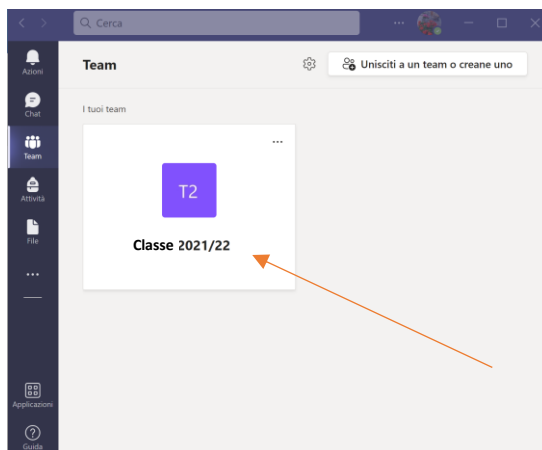 Cerca
Azioni
Chat
Team
Attività
File
Applicazioni
Guida
Team
Unisciti a un team o creane uno
I tuoi team
T2
Classe 2021/22